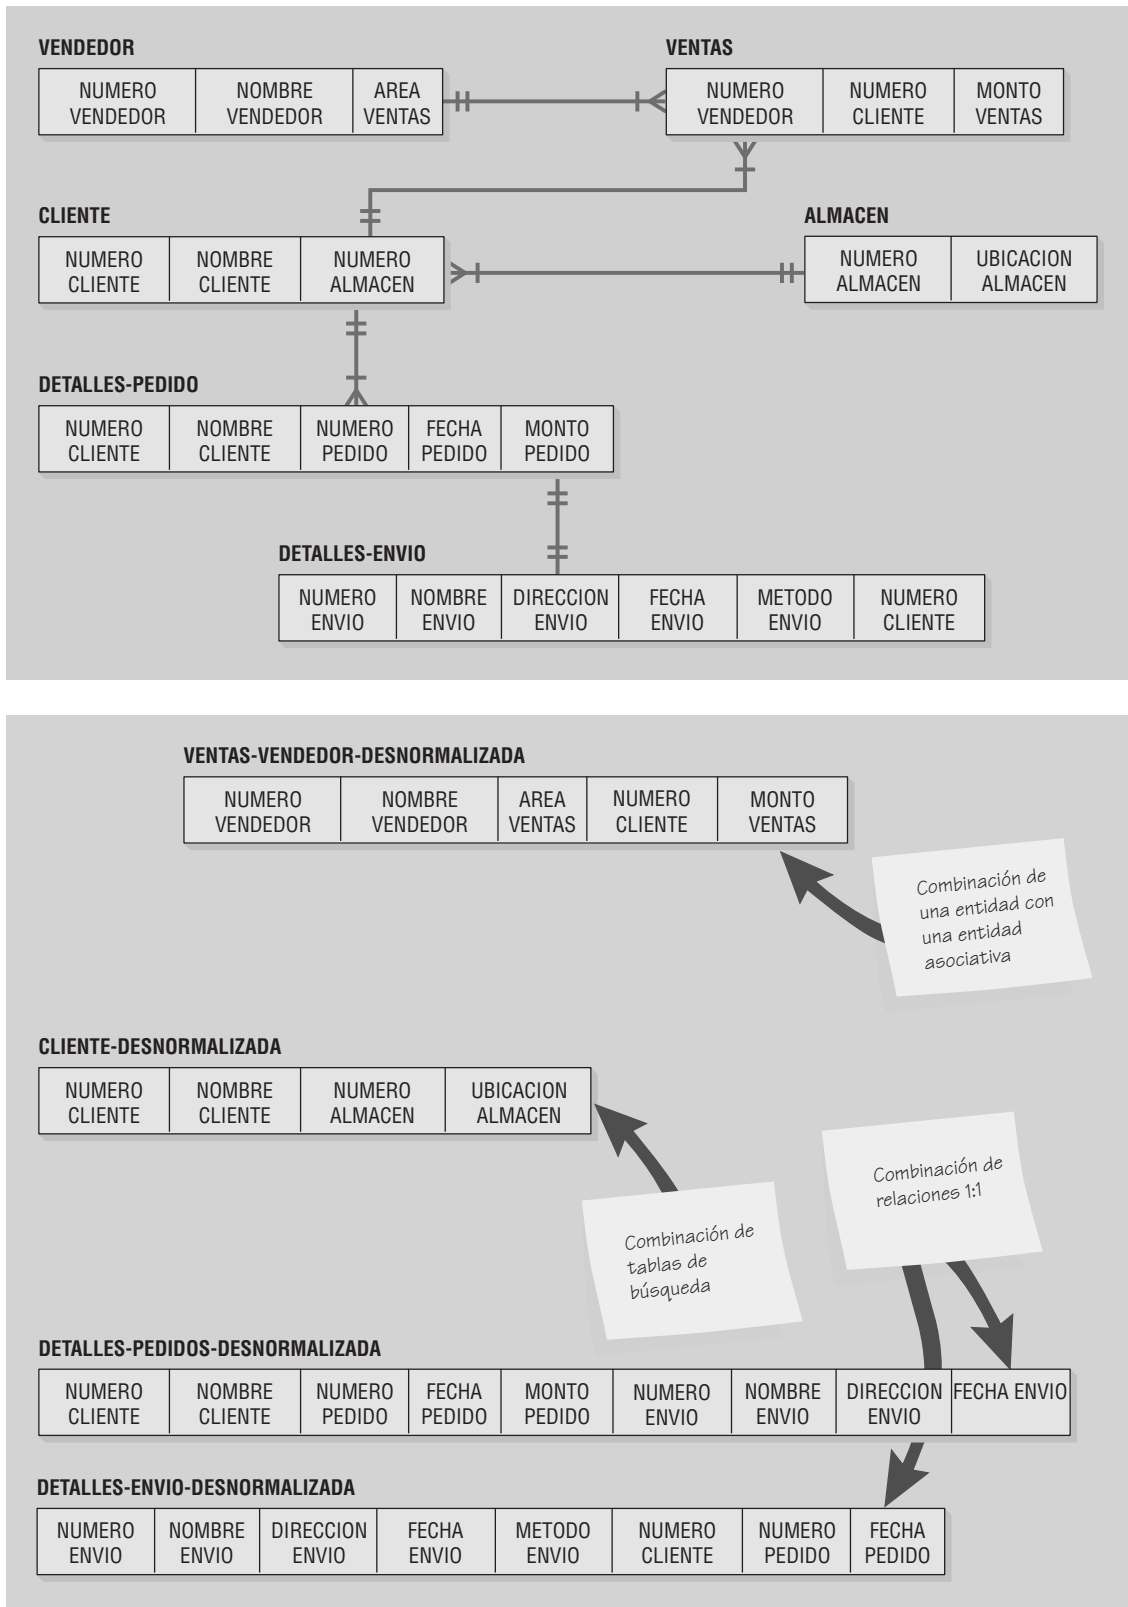 VENDEDOR
NUMERO VENDEDOR
NOMBRE VENDEDOR
AREA VENTAS
VENTAS
NUMERO VENDEDOR
NUMERO CLIENTE
MONTO VENTAS
CLIENTE
NUMERO CLIENTE
NOMBRE CLIENTE
NUMERO ALMACEN
ALMACEN
NUMERO ALMACEN
UBICACION ALMACEN
DETALLES-PEDIDO
NUMERO CLIENTE
NOMBRE CLIENTE
NUMERO PEDIDO
FECHA PEDIDO
MONTO PEDIDO
DETALLES-ENVIO
NUMERO ENVIO
NOMBRE ENVIO
DIRECCION ENVIO
FECHA ENVIO
METODO ENVIO
NUMERO CLIENTE
VENTAS-VENDEDOR-DESNORMALIZADA
NUMERO VENDEDOR
NOMBRE VENDEDOR
AREA VENTAS
NUMERO CLIENTE
MONTO VENTAS
Combinación de
una entidad con
una entidad
asociativa
CLIENTE-DESNORMALIZADA
NUMERO CLIENTE
NOMBRE CLIENTE
NUMERO ALMACEN
UBICACION ALMACEN
Combinación de
tablas de
búsqueda
Combinación de
relaciones 1:1
DETALLES-PEDIDOS-DESNORMALIZADA
NUMERO CLIENTE
NOMBRE CLIENTE
NUMERO PEDIDO
FECHA PEDIDO
MONTO PEDIDO
NUMERO ENVIO
NOMBRE ENVIO
DIRECCION ENVIO
FECHA ENVIO
DETALLES-ENVIO-DESNORMALIZADA
NUMERO ENVIO
NOMBRE ENVIO
DIRECCION ENVIO
FECHA ENVIO
METODO ENVIO
NUMERO CLIENTE
NUMERO PEDIDO
FECHA PEDIDO